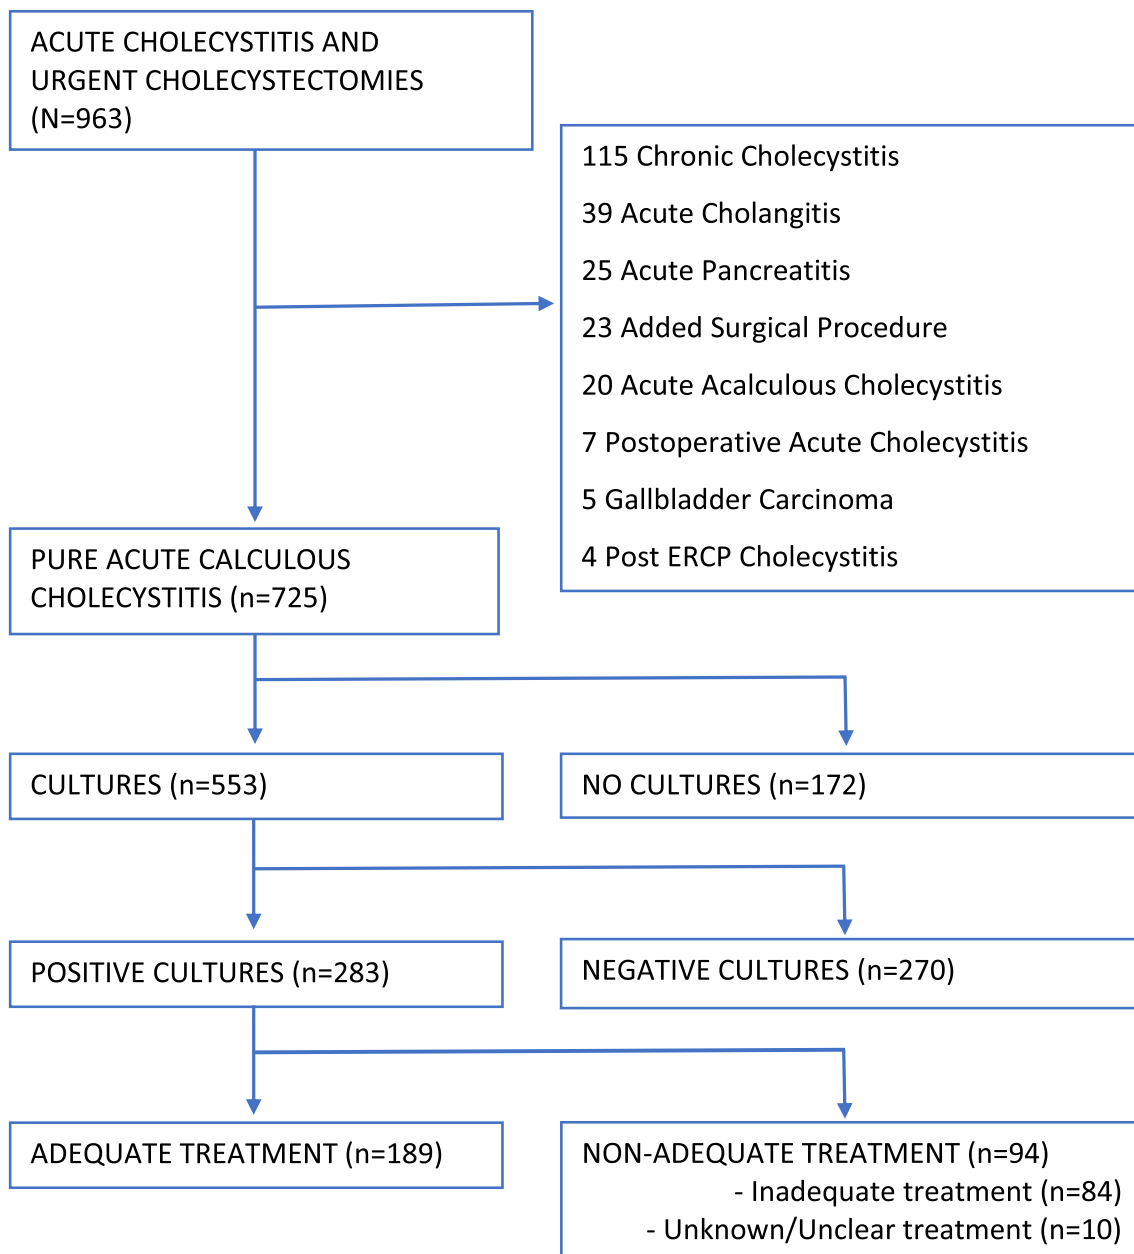 ACUTE CHOLECYSTITIS AND
URGENT CHOLECYSTECTOMIES
(N=963)
115 Chronic Cholecystitis
39 Acute Cholangitis
25 Acute Pancreatitis
23 Added Surgical Procedure
20 Acute Acalculous Cholecystitis
7 Postoperative Acute Cholecystitis
5 Gallbladder Carcinoma
4 Post ERCP Cholecystitis
PURE ACUTE CALCULOUS
CHOLECYSTITIS (n=725)
CULTURES (n=553)
NO CULTURES (n=172)
POSITIVE CULTURES (n=283)
NEGATIVE CULTURES (n=270)
ADEQUATE TREATMENT (n=189)
NON-ADEQUATE TREATMENT (n=94)
- Inadequate treatment (n=84)
- Unknown/Unclear treatment (n=10)